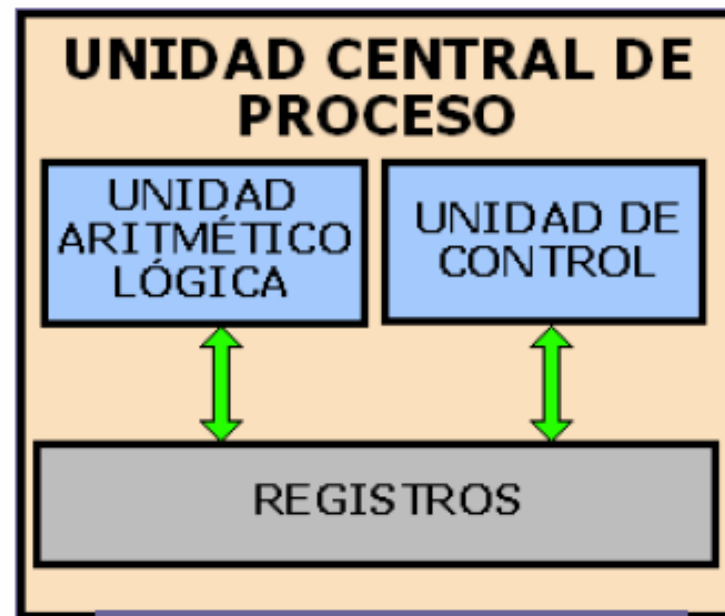 UNIDAD CENTRAL DE
PROCESO
UNIDAD
ARITMÉTICO
LÓGICA
UNIDAD DE
CONTROL
REGISTROS